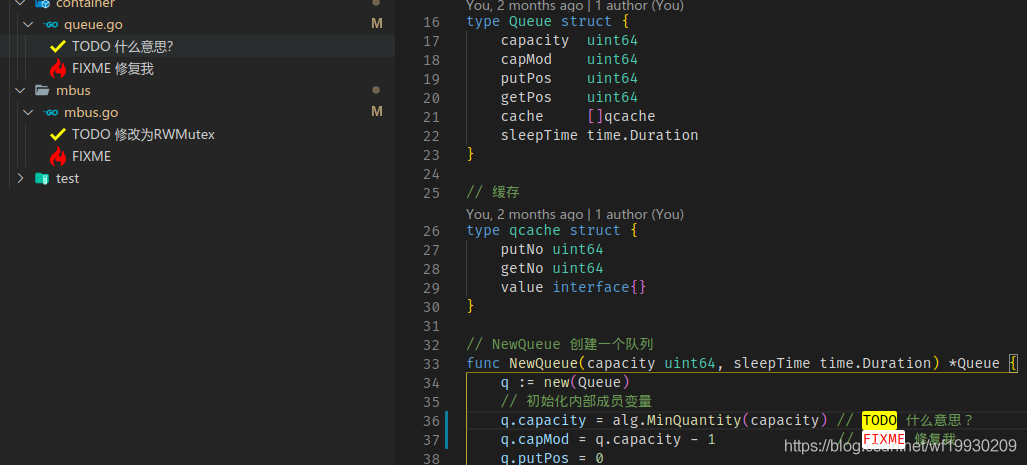 container
queue.go M
TODO 什么意思?
FIXME 修复我
mbus
mbus.go M
TODO 修改为RWMutex
FIXME
test
You, 2 months ago | 1 author (You)
16 type Queue struct {
17 capacity uint64
18 capMod uint64
19 putPos uint64
20 getPos uint64
21 cache []qcache
22 sleepTime time.Duration
23 }
24
25 // 缓存
You, 2 months ago | 1 author (You)
26 type qcache struct {
27 putNo uint64
28 getNo uint64
29 value interface{}
30 }
31
32 // NewQueue 创建一个队列
33 func NewQueue(capacity uint64, sleepTime time.Duration) *Queue {
34 q := new(Queue)
35 // 初始化内部成员变量
36 q.capacity = alg.MinQuantity(capacity) // TODO 什么意思？
37 q.capMod = q.capacity - 1 // FIXME 修复我
38 q.putPos = 0
https://blog.csdn.net/wf19930209